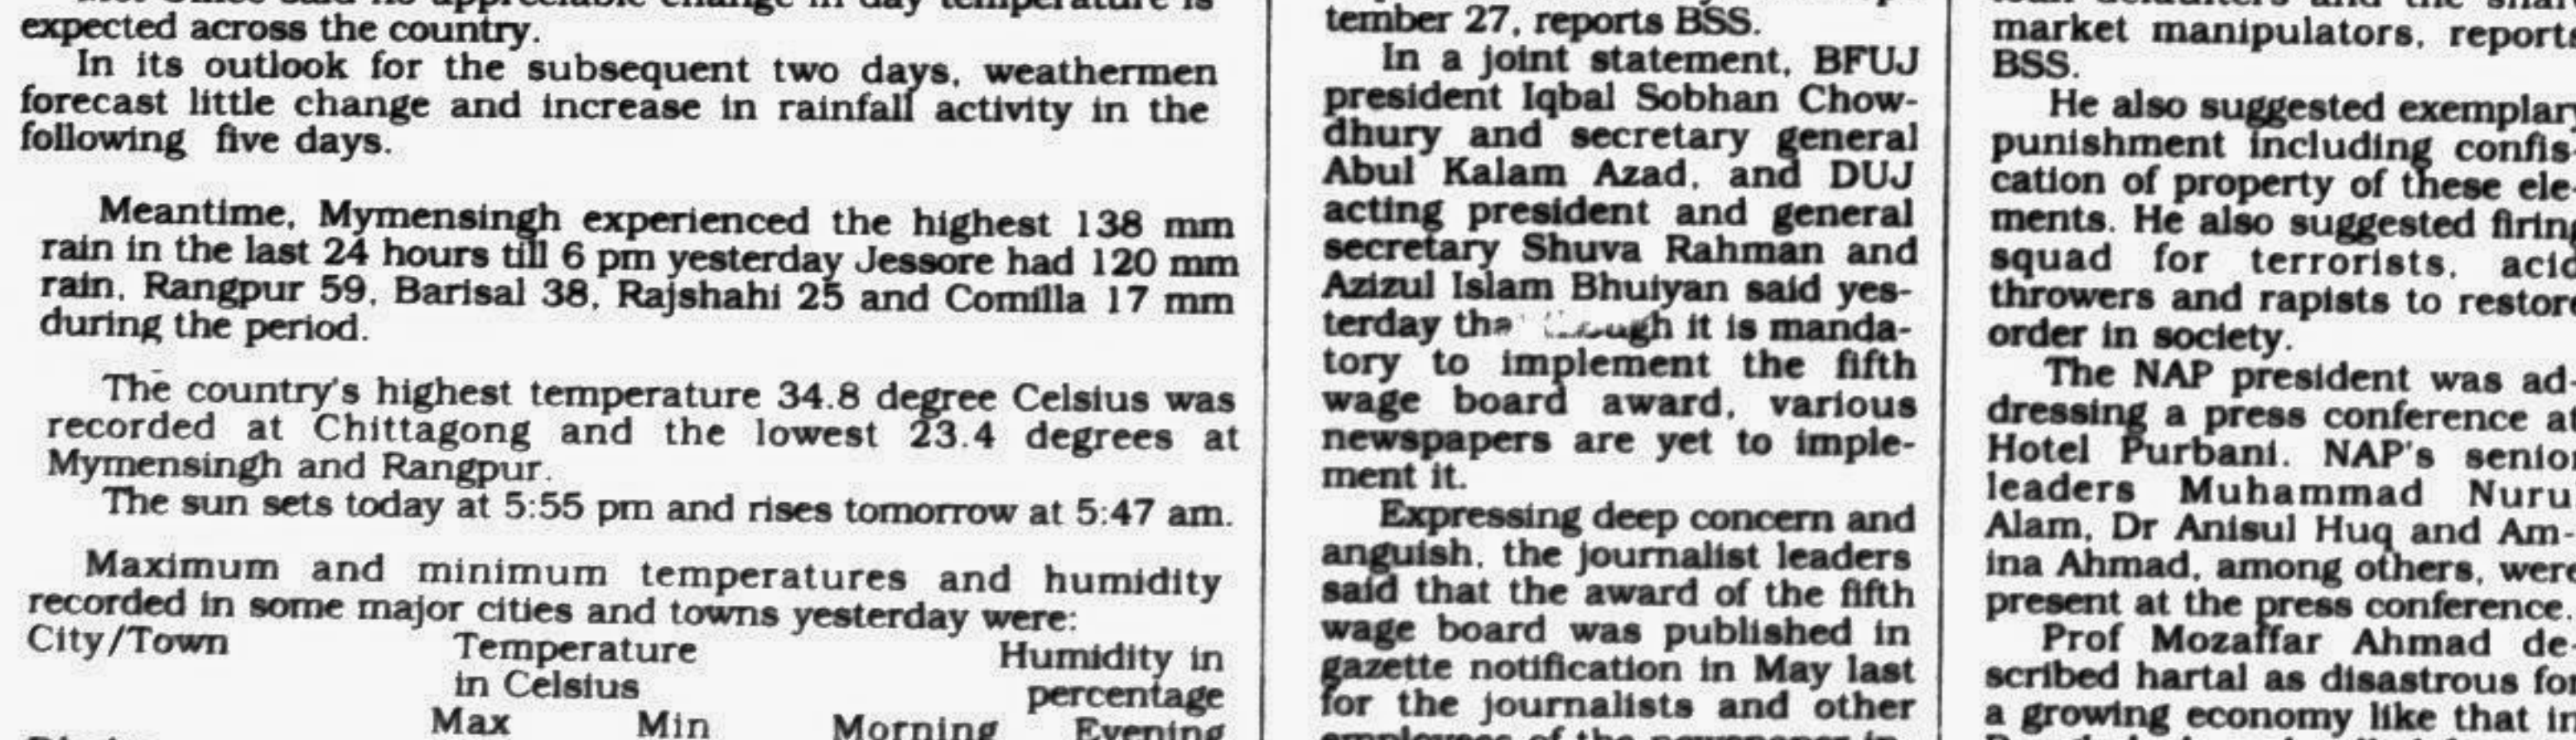 expected across the country.
In its outlook for the subsequent two days, weathermen
forecast little change and increase in rainfall activity in the
following five days.
Meantime, Mymensingh experienced the highest 138 mm
rain in the last 24 hours till 6 pm yesterday Jessore had 120 mm
rain, Rangpur 59, Barisal 38, Rajshahi 25 and Comilla 17 mm
during the period.
The country's highest temperature 34.8 degree Celsius was
recorded at Chittagong and the lowest 23.4 degrees at
Mymensingh and Rangpur.
The sun sets today at 5:55 pm and rises tomorrow at 5:47 am.
Maximum and minimum temperatures and humidity
recorded in some major cities and towns yesterday were:
City/Town Temperature Humidity in
in Celsius percentage
Max Min Morning Evening
tember 27, reports BSS.
In a joint statement, BFUJ
president Iqbal Sobhan Chow-
dhury and secretary general
Abul Kalam Azad, and DUJ
acting president and general
secretary Shuva Rahman and
Azizul Islam Bhuiyan said yes-
terday it is manda-
tory to implement the fifth
wage board award, various
newspapers are yet to imple-
ment it.
Expressing deep concern and
anguish, the journalist leaders
said that the award of the fifth
wage board was published in
gazette notification in May last
for the journalists and other
market manipulators, reports
BSS.
He also suggested exemplary
punishment including confis-
cation of property of these ele-
ments. He also suggested firing
squad for terrorists, acid
throwers and rapists to restore
order in society.
The NAP president was ad-
dressing a press conference at
Hotel Purbani. NAP's senior
leaders Muhammad Nuru
Alam, Dr Anisul Huq and Am-
ina Ahmad, among others, were
present at the press conference.
Prof Mozaffar Ahmad de-
scribed hartal as disastrous for
a growing economy like that in